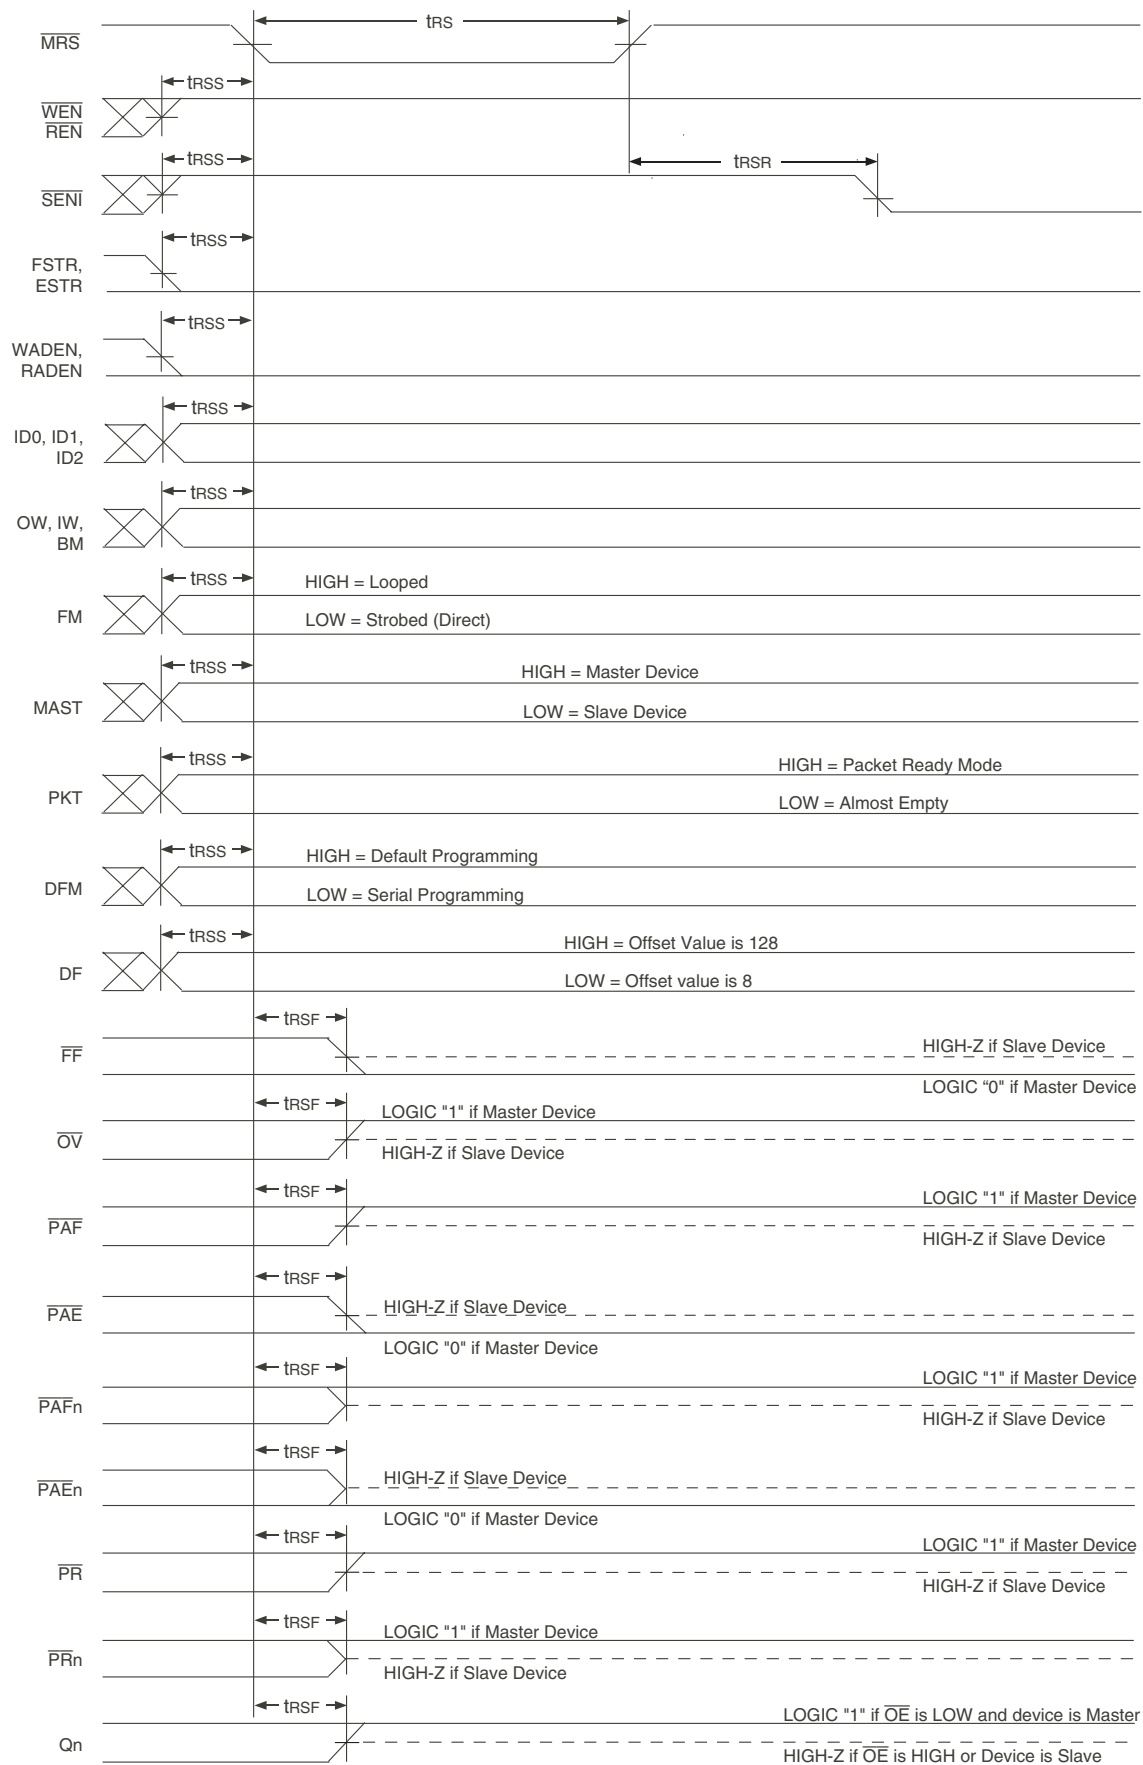 tRS
MRS
tRSS
WEN
REN
tRSS
tRSR
SENI
tRSS
FSTR,
ESTR
tRSS
WADEN,
RADEN
tRSS
ID0, ID1,
ID2
tRSS
OW, IW,
BM
tRSS
HIGH = Looped
FM
LOW = Strobed (Direct)
tRSS
HIGH = Master Device
MAST
LOW = Slave Device
tRSS
HIGH = Packet Ready Mode
PKT
LOW = Almost Empty
tRSS
HIGH = Default Programming
DFM
LOW = Serial Programming
tRSS
HIGH = Offset Value is 128
DF
LOW = Offset value is 8
tRSF
FF
HIGH-Z if Slave Device
LOGIC “0" if Master Device
tRSF
LOGIC "1" if Master Device
OV
HIGH-Z if Slave Device
tRSF
LOGIC "1" if Master Device
PAF
HIGH-Z if Slave Device
tRSF
PAE
HIGH-Z if Slave Device
LOGIC "0" if Master Device
tRSF
LOGIC "1" if Master Device
PAFn
HIGH-Z if Slave Device
tRSF
HIGH-Z if Slave Device
PAEn
LOGIC "0" if Master Device
tRSF
LOGIC "1" if Master Device
PR
HIGH-Z if Slave Device
tRSF
LOGIC "1" if Master Device
PRn
HIGH-Z if Slave Device
tRSF
LOGIC "1" if OE is LOW and device is Master
Qn
HIGH-Z if OE is HIGH or Device is Slave